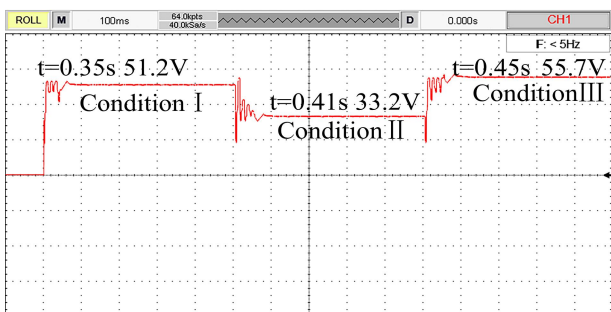 ROLL M 100ms 64.0kpts D 0.000s CH1
40.0kSa/s
F: < 5Hz
t=0.35s 51.2V t=0.45s 55.7V
Condition Ⅰ ConditionⅢ
t=0.41s 33.2V
Condition Ⅱ